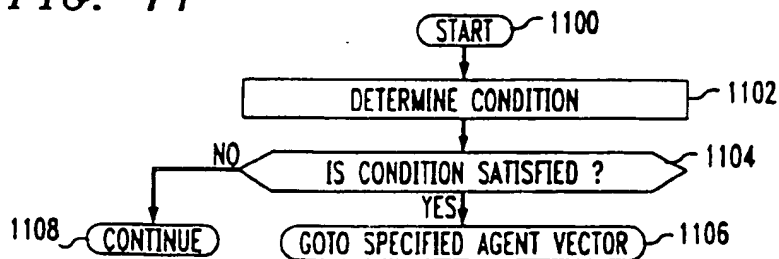 FIG. 11
START 1100
DETERMINE CONDITION 1102
IS CONDITION SATISFIED ? 1104
NO
YES
1108 CONTINUE
GOTO SPECIFIED AGENT VECTOR 1106